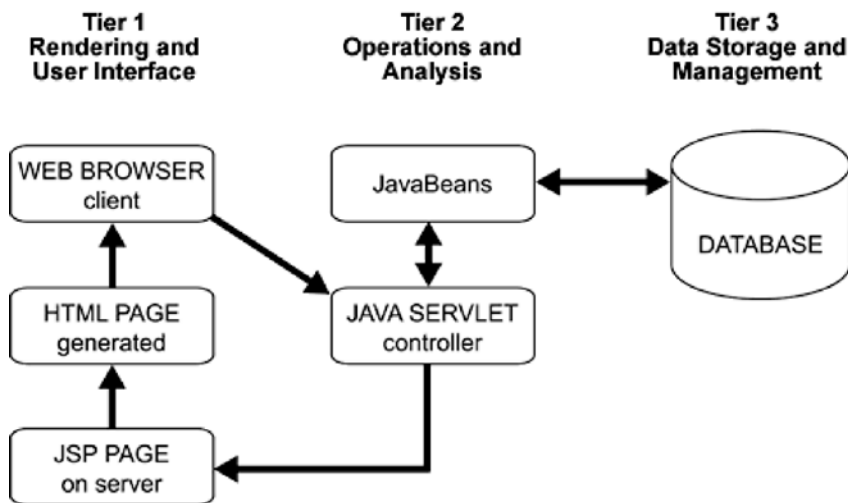 Tier 1
Rendering and
User Interface
Tier 2
Operations and
Analysis
Tier 3
Data Storage and
Management
WEB BROWSER
client
JavaBeans
DATABASE
HTML PAGE
generated
JAVA SERVLET
controller
JSP PAGE
on server